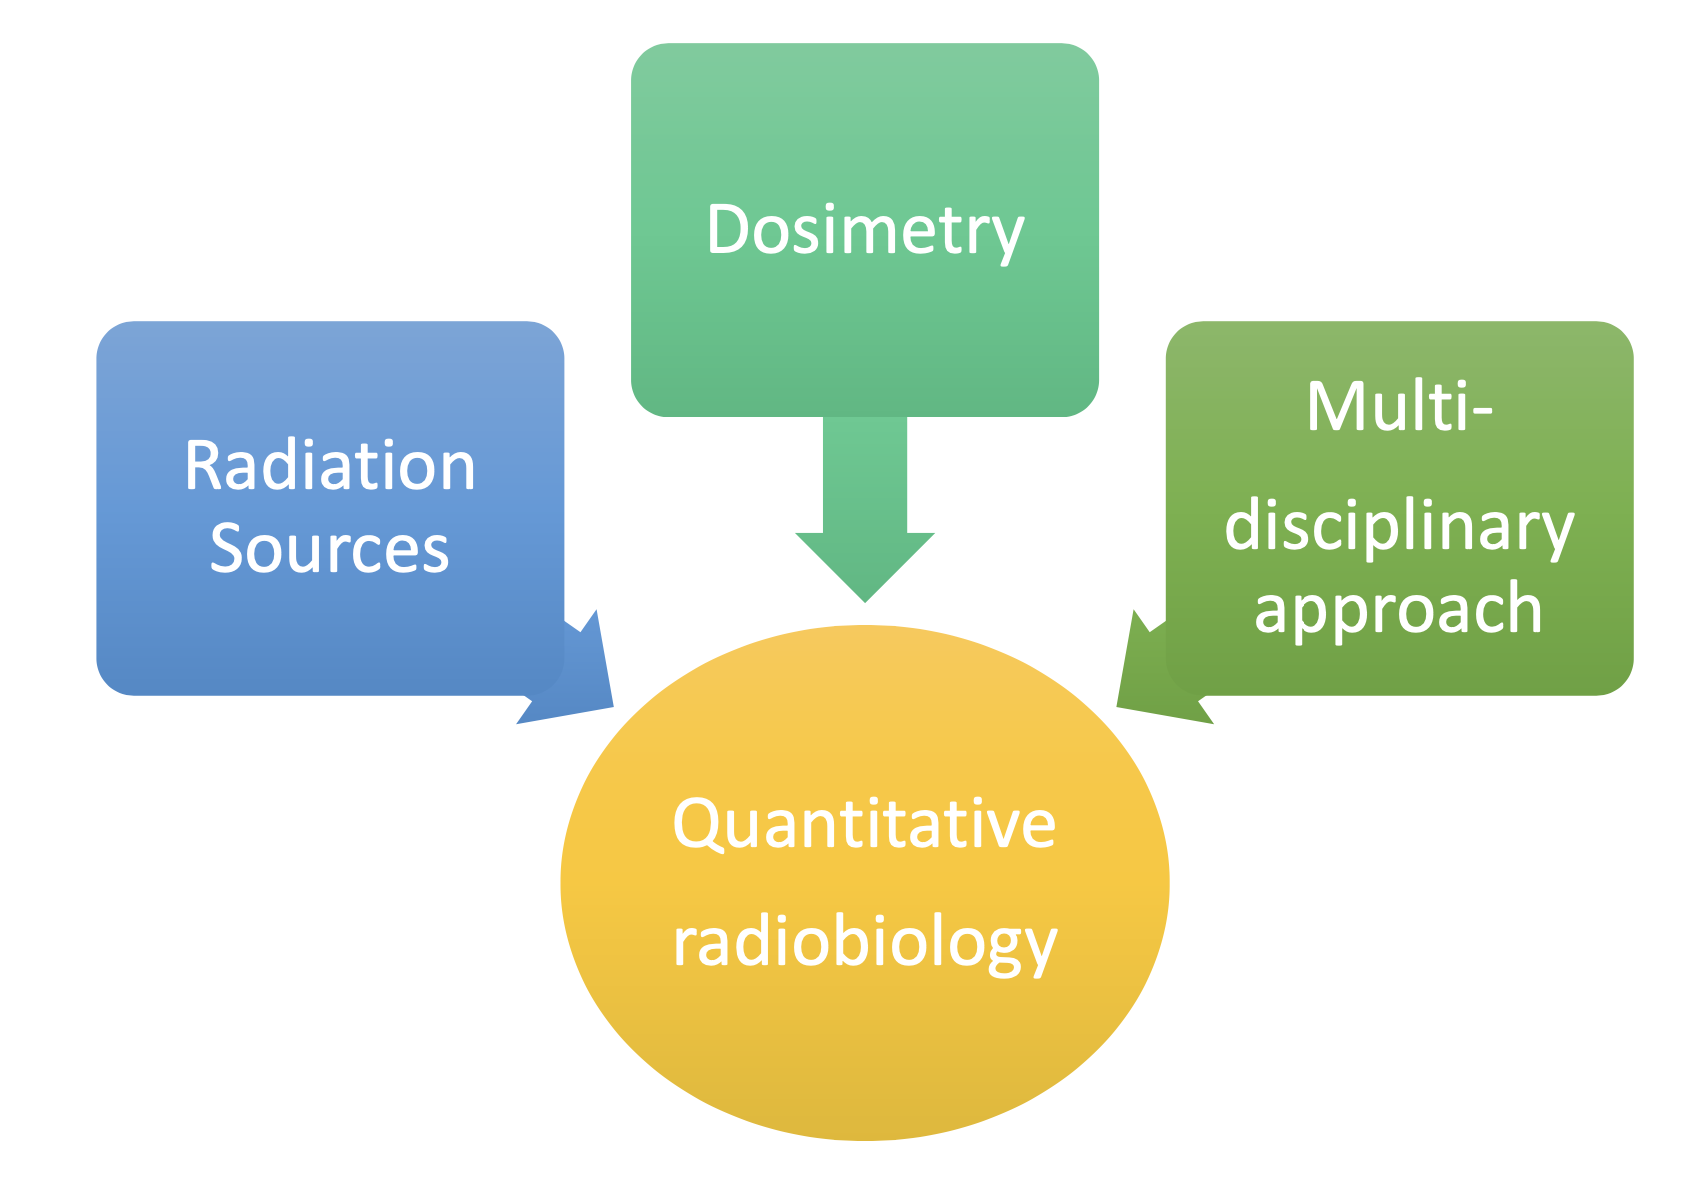 Dosimetry
Radiation
Sources
Multi-
disciplinary
approach
Quantitative
radiobiology